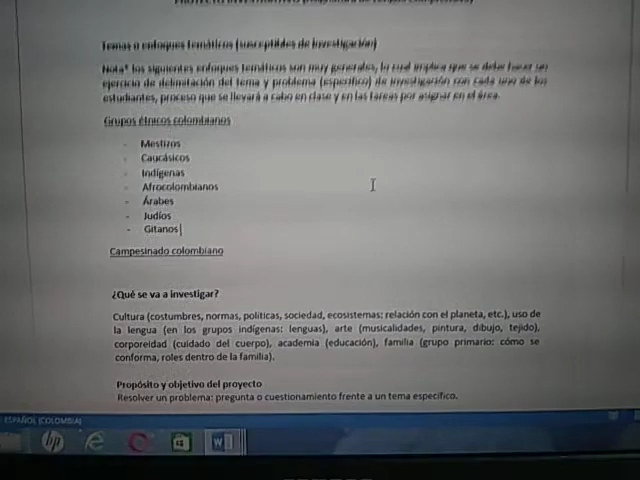 Temas o enfoques temáticos (susceptibles de investigación)
Nota* los siguientes enfoques temáticos son muy generales, lo cual implica que se debe hacer un
ejercicio de delimitación del tema y problema (específico) de investigación con cada uno de los
estudiantes, proceso que se llevará a cabo en clase y en las tareas por asignar en el área.
Grupos étnicos colombianos
- Mestizos
- Caucásicos
- Indígenas
- Afrocolombianos
- Árabes
- Judíos
- Gitanos
Campesinado colombiano
¿Qué se va a investigar?
Cultura (costumbres, normas, políticas, sociedad, ecosistemas: relación con el planeta, etc.), uso de
la lengua (en los grupos indígenas: lenguas), arte (musicalidades, pintura, dibujo, tejido),
corporeidad (cuidado del cuerpo), academia (educación), familia (grupo primario: cómo se
conforma, roles dentro de la familia).
Propósito y objetivo del proyecto
Resolver un problema: pregunta o cuestionamiento frente a un tema específico.
ESPAÑOL (COLOMBIA)
hp
W